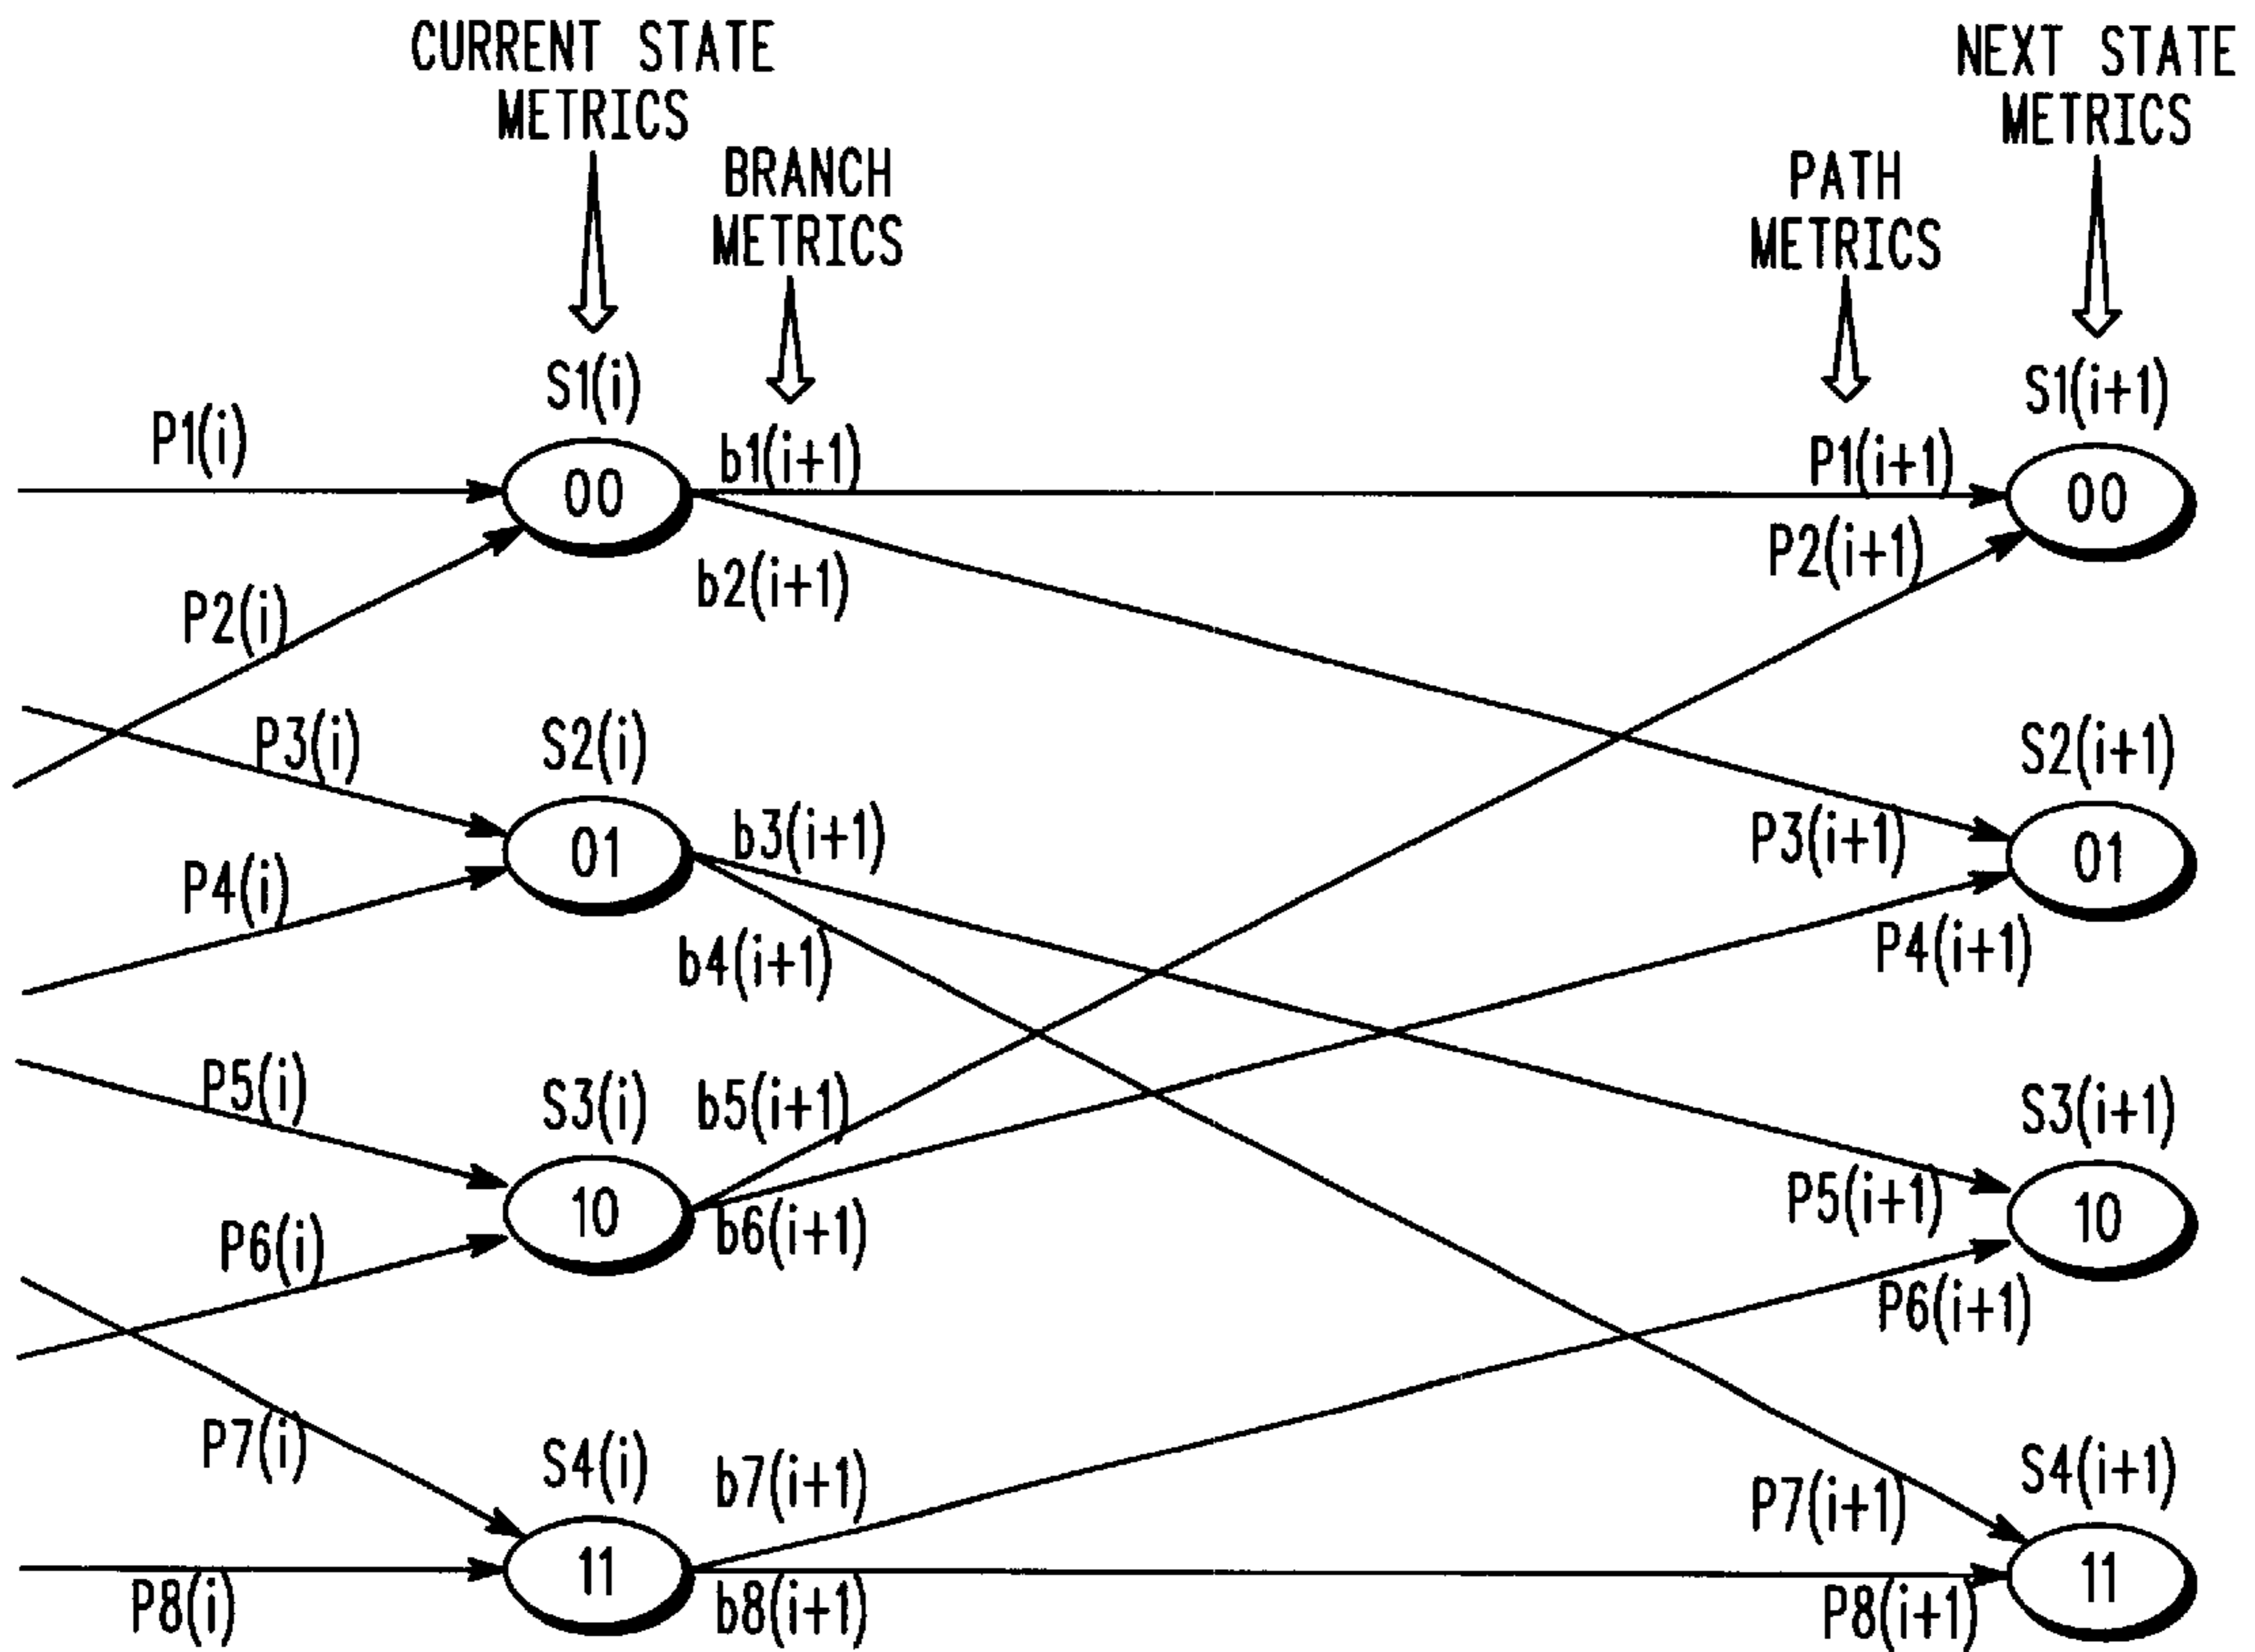 CURRENT STATE
METRICS
NEXT STATE
METRICS
BRANCH
METRICS
PATH
METRICS
S1(i)
S1(i+1)
P1(i)
b1(i+1)
P1(i+1)
00
00
P2(i+1)
b2(i+1)
P2(i)
P3(i)
S2(i)
S2(i+1)
b3(i+1)
P3(i+1)
01
01
P4(i)
b4(i+1)
P4(i+1)
P5(i)
S3(i)
b5(i+1)
S3(i+1)
P5(i+1)
10
10
P6(i)
b6(i+1)
P6(i+1)
P7(i)
S4(i)
b7(i+1)
S4(i+1)
P7(i+1)
11
11
P8(i)
b8(i+1)
P8(i+1)